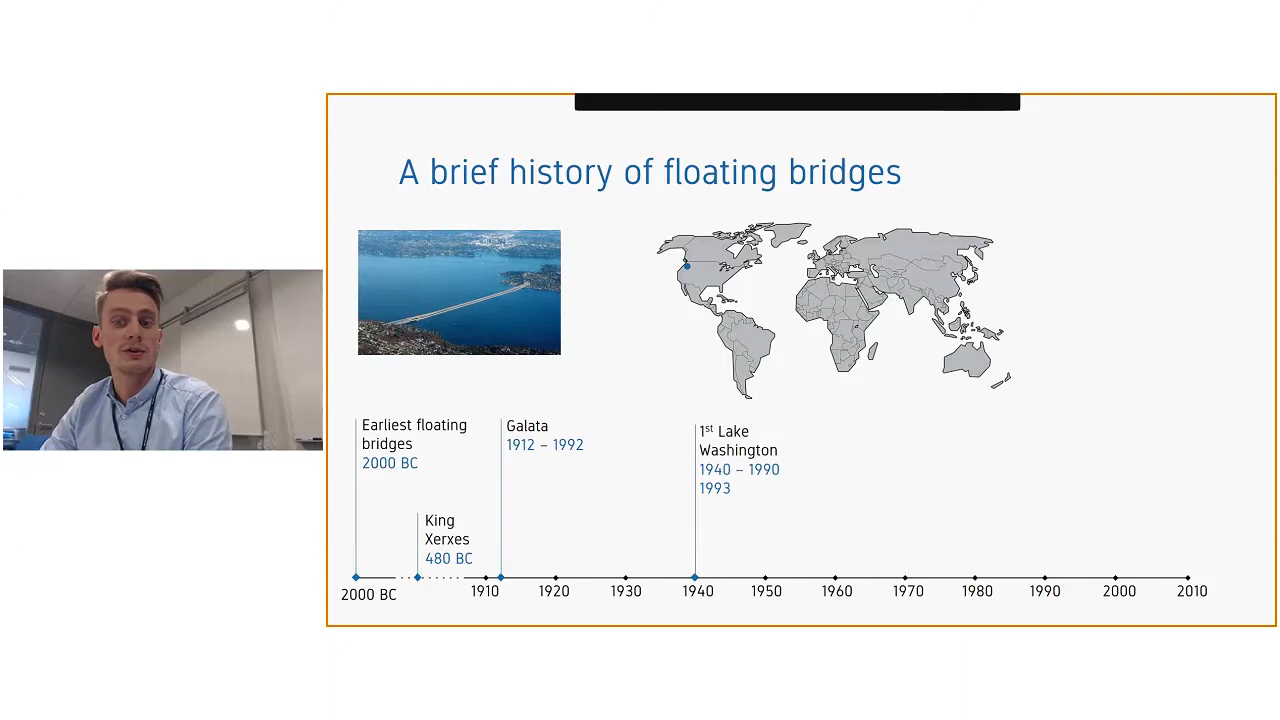 A brief history of floating bridges
Earliest floating
bridges
2000 BC
King
Xerxes
480 BC
Galata
1912 – 1992
1st Lake
Washington
1940 – 1990
1993
2000 BC 1910 1920 1930 1940 1950 1960 1970 1980 1990 2000 2010